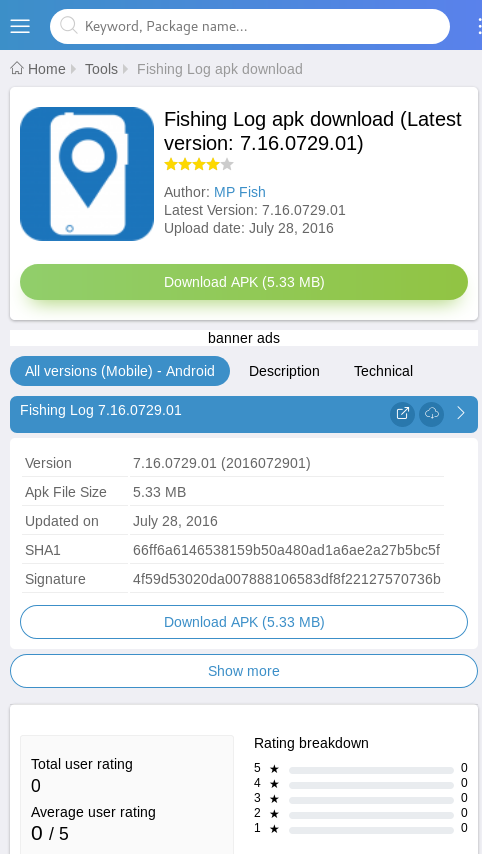 Keyword, Package name...
Home Tools Fishing Log apk download
Fishing Log apk download (Latest
version: 7.16.0729.01)
Author: MP Fish
Latest Version: 7.16.0729.01
Upload date: July 28, 2016
Download APK (5.33 MB)
banner ads
All versions (Mobile) - Android Description Technical
Fishing Log 7.16.0729.01
Version 7.16.0729.01 (2016072901)
Apk File Size 5.33 MB
Updated on July 28, 2016
SHA1 66ff6a6146538159b50a480ad1a6ae2a27b5bc5f
Signature 4f59d53020da007888106583df8f22127570736b
Download APK (5.33 MB)
Show more
Total user rating
0
Average user rating
0 / 5
Rating breakdown
5 ★ 0
4 ★ 0
3 ★ 0
2 ★ 0
1 ★ 0